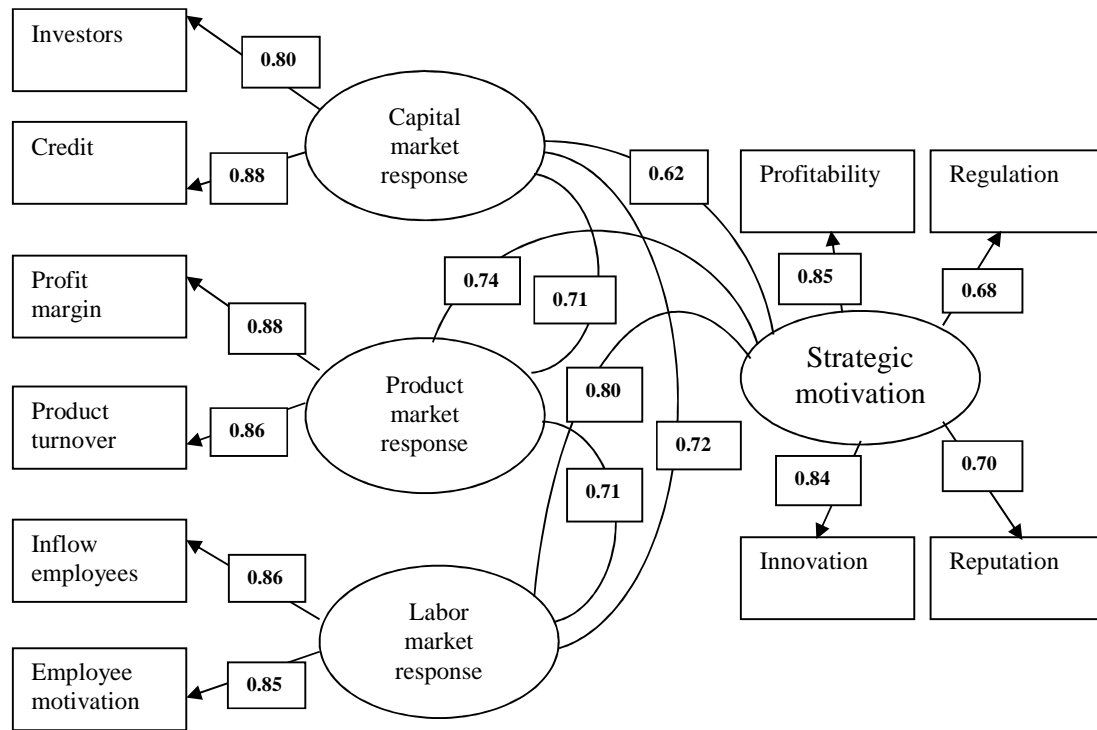 Investors
0.80
Capital
market
response
Credit
0.88
0.62
Profitability
Regulation
Profit
margin
0.88
0.74
0.71
0.85
0.68
Product
market
response
Strategic
motivation
Product
turnover
0.86
0.80
0.72
0.71
0.84
0.70
Inflow
employees
0.86
Innovation
Reputation
Labor
market
response
Employee
motivation
0.85